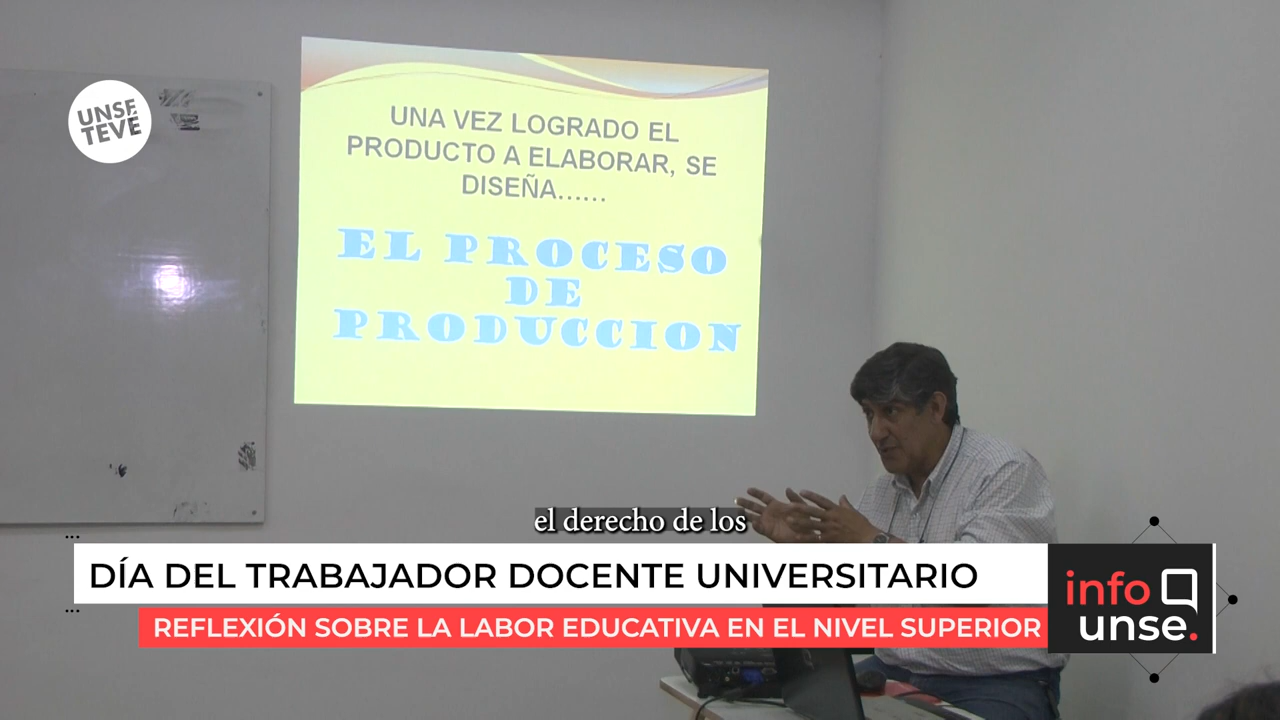 UNSE
TEVÉ
UNA VEZ LOGRADO EL
PRODUCTO A ELABORAR, SE
DISEÑA......
EL PROCESO
DE
PRODUCCION
el derecho de los
DÍA DEL TRABAJADOR DOCENTE UNIVERSITARIO
REFLEXIÓN SOBRE LA LABOR EDUCATIVA EN EL NIVEL SUPERIOR
info
unse.